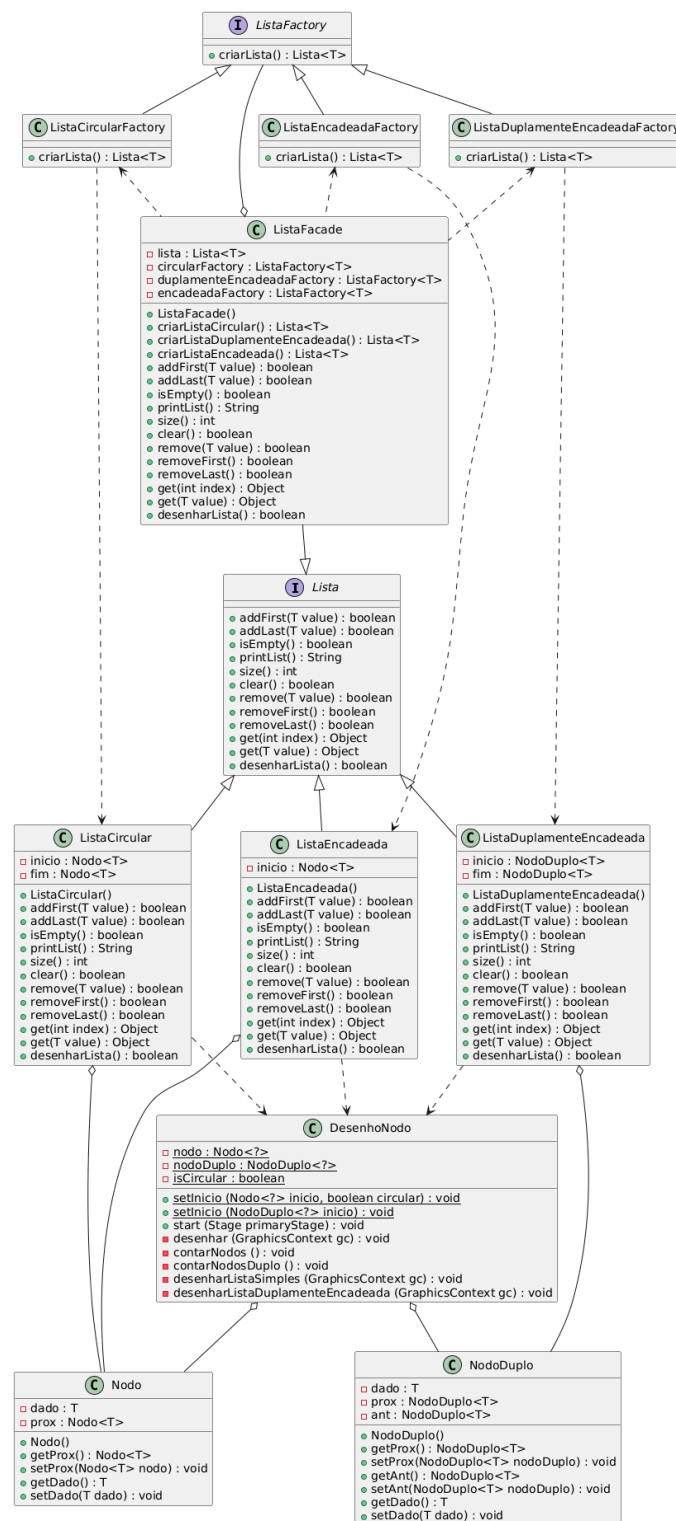 I ListaFactory
criarLista() : Lista<T>
C ListaCircularFactory
criarLista() : Lista<T>
C ListaEncadeadaFactory
criarLista() : Lista<T>
C ListaDuplamenteEncadeadaFactory
criarLista() : Lista<T>
C ListaFacade
lista : Lista<T>
circularFactory : ListaFactory<T>
duplamenteEncadeadaFactory : ListaFactory<T>
encadeadaFactory : ListaFactory<T>
ListaFacade()
criarListaCircular() : Lista<T>
criarListaDuplamenteEncadeada() : Lista<T>
criarListaEncadeada() : Lista<T>
addFirst(T value) : boolean
addLast(T value) : boolean
isEmpty() : boolean
printList() : String
size() : int
clear() : boolean
remove(T value) : boolean
removeFirst() : boolean
removeLast() : boolean
get(int index) : Object
get(T value) : Object
desenharLista() : boolean
I Lista
addFirst(T value) : boolean
addLast(T value) : boolean
isEmpty() : boolean
printList() : String
size() : int
clear() : boolean
remove(T value) : boolean
removeFirst() : boolean
removeLast() : boolean
get(int index) : Object
get(T value) : Object
desenharLista() : boolean
C ListaCircular
inicio : Nodo<T>
fim : Nodo<T>
ListaCircular()
addFirst(T value) : boolean
addLast(T value) : boolean
isEmpty() : boolean
printList() : String
size() : int
clear() : boolean
remove(T value) : boolean
removeFirst() : boolean
removeLast() : boolean
get(int index) : Object
get(T value) : Object
desenharLista() : boolean
C ListaEncadeada
inicio : Nodo<T>
ListaEncadeada()
addFirst(T value) : boolean
addLast(T value) : boolean
isEmpty() : boolean
printList() : String
size() : int
clear() : boolean
remove(T value) : boolean
removeFirst() : boolean
removeLast() : boolean
get(int index) : Object
get(T value) : Object
desenharLista() : boolean
C ListaDuplamenteEncadeada
inicio : NodoDuplo<T>
fim : NodoDuplo<T>
ListaDuplamenteEncadeada()
addFirst(T value) : boolean
addLast(T value) : boolean
isEmpty() : boolean
printList() : String
size() : int
clear() : boolean
remove(T value) : boolean
removeFirst() : boolean
removeLast() : boolean
get(int index) : Object
get(T value) : Object
desenharLista() : boolean
C DesenhoNodo
nodo : Nodo<?>
nodoDuplo : NodoDuplo<?>
isCircular : boolean
setInicio (Nodo<?> inicio, boolean circular) : void
setInicio (NodoDuplo<?> inicio) : void
start (Stage primaryStage) : void
desenhar (GraphicsContext gc) : void
contarNodos () : void
contarNodosDuplo () : void
desenharListaSimples (GraphicsContext gc) : void
desenharListaDuplamenteEncadeada (GraphicsContext gc) : void
C Nodo
dado : T
prox : Nodo<T>
Nodo()
getProx() : Nodo<T>
setProx(Nodo<T> nodo) : void
getDado() : T
setDado(T dado) : void
C NodoDuplo
dado : T
prox : NodoDuplo<T>
ant : NodoDuplo<T>
NodoDuplo()
getProx() : NodoDuplo<T>
setProx(NodoDuplo<T> nodoDuplo) : void
getAnt() : NodoDuplo<T>
setAnt(NodoDuplo<T> nodoDuplo) : void
getDado() : T
setDado(T dado) : void